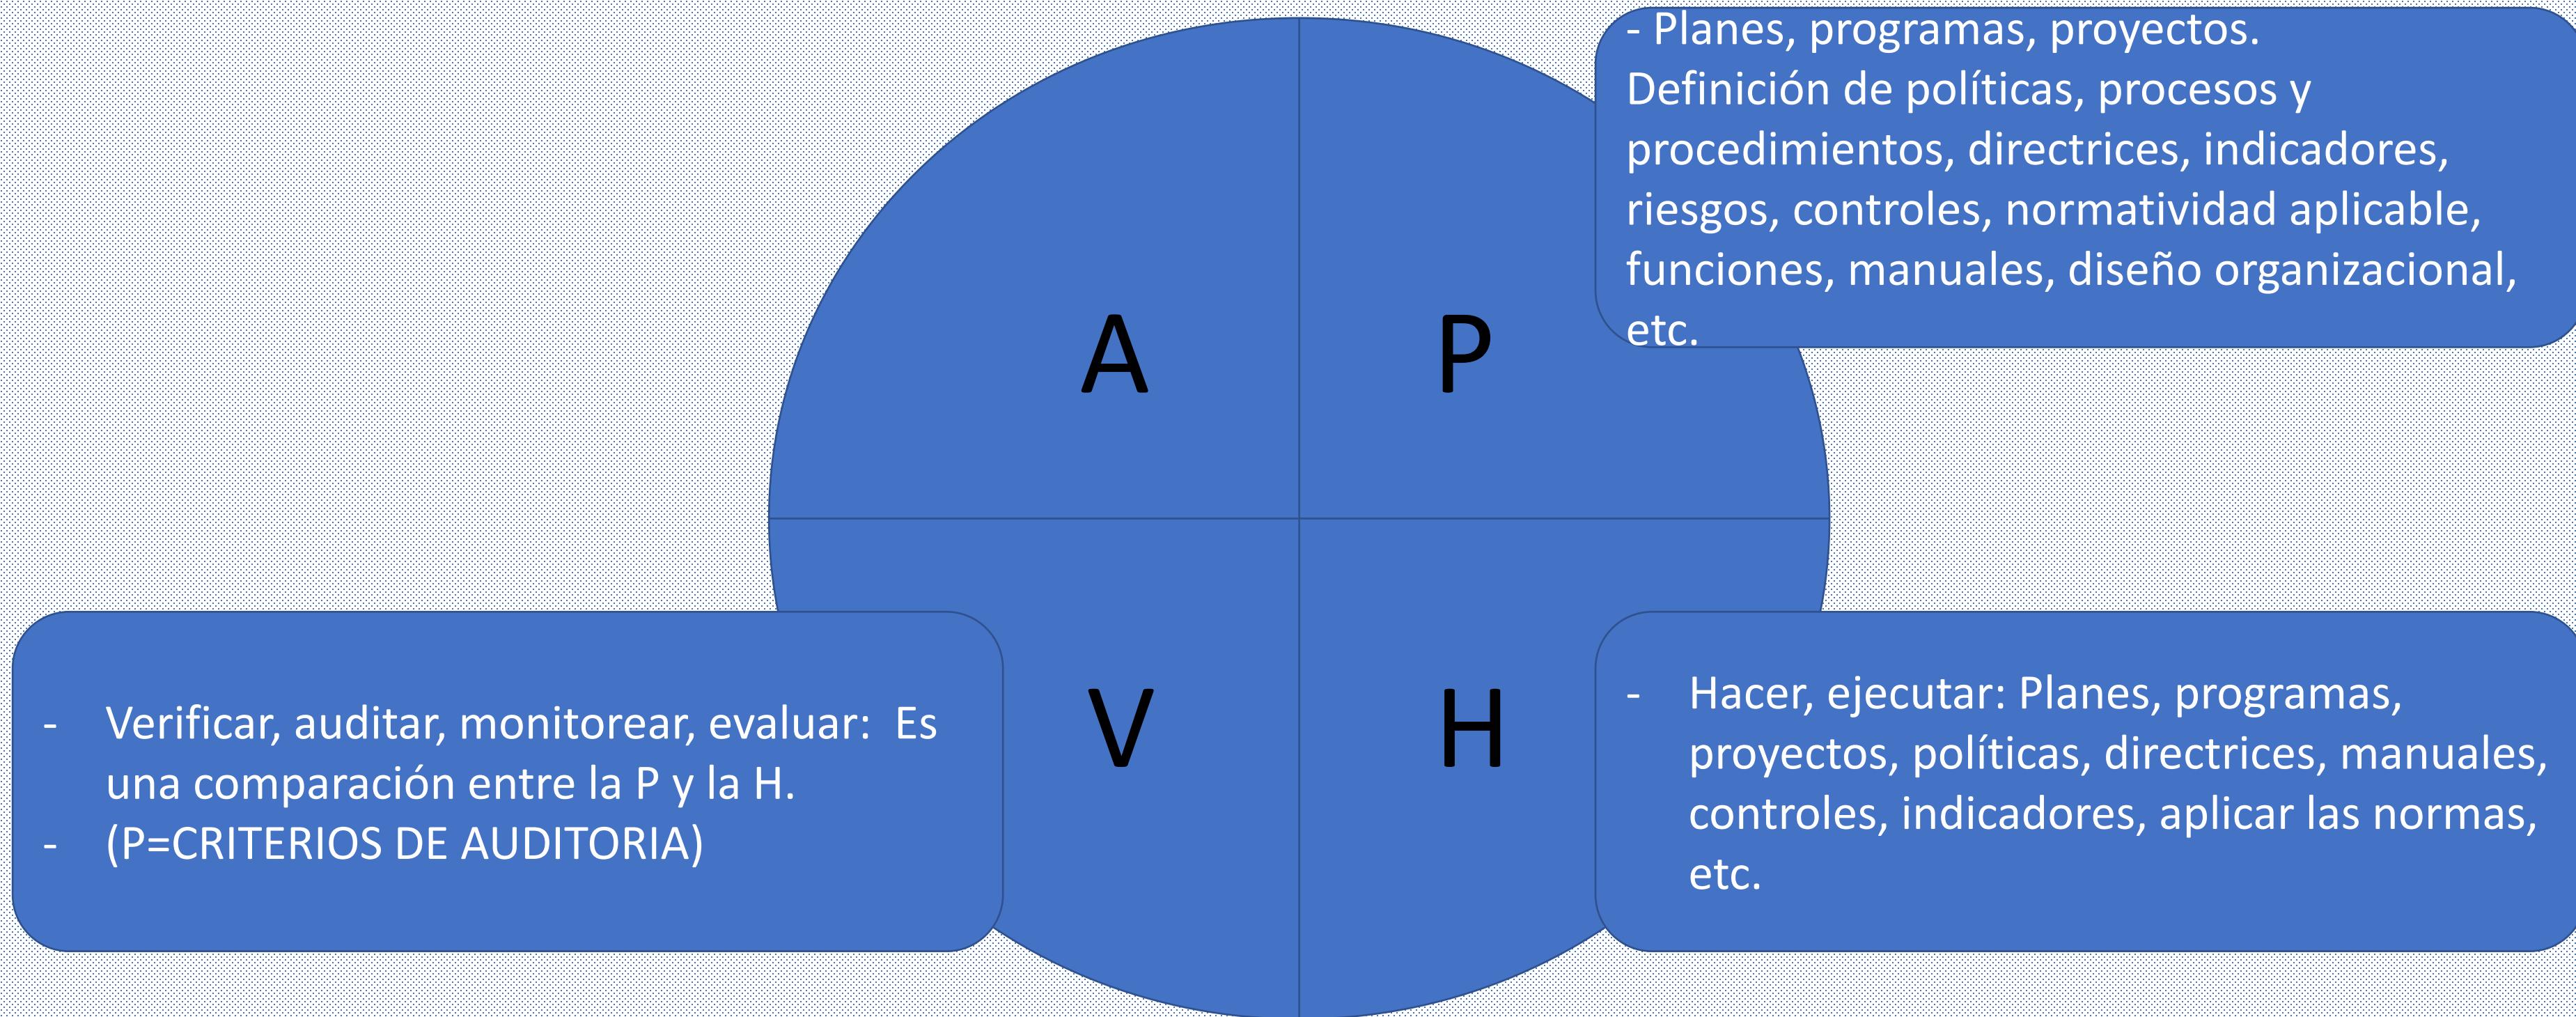 - Planes, programas, proyectos.
Definición de políticas, procesos y
procedimientos, directrices, indicadores,
riesgos, controles, normatividad aplicable,
funciones, manuales, diseño organizacional,
etc.
A
P
V
H
- Verificar, auditar, monitorear, evaluar:  Es
una comparación entre la P y la H.
- (P=CRITERIOS DE AUDITORIA)
- Hacer, ejecutar: Planes, programas,
proyectos, políticas, directrices, manuales,
controles, indicadores, aplicar las normas,
etc.